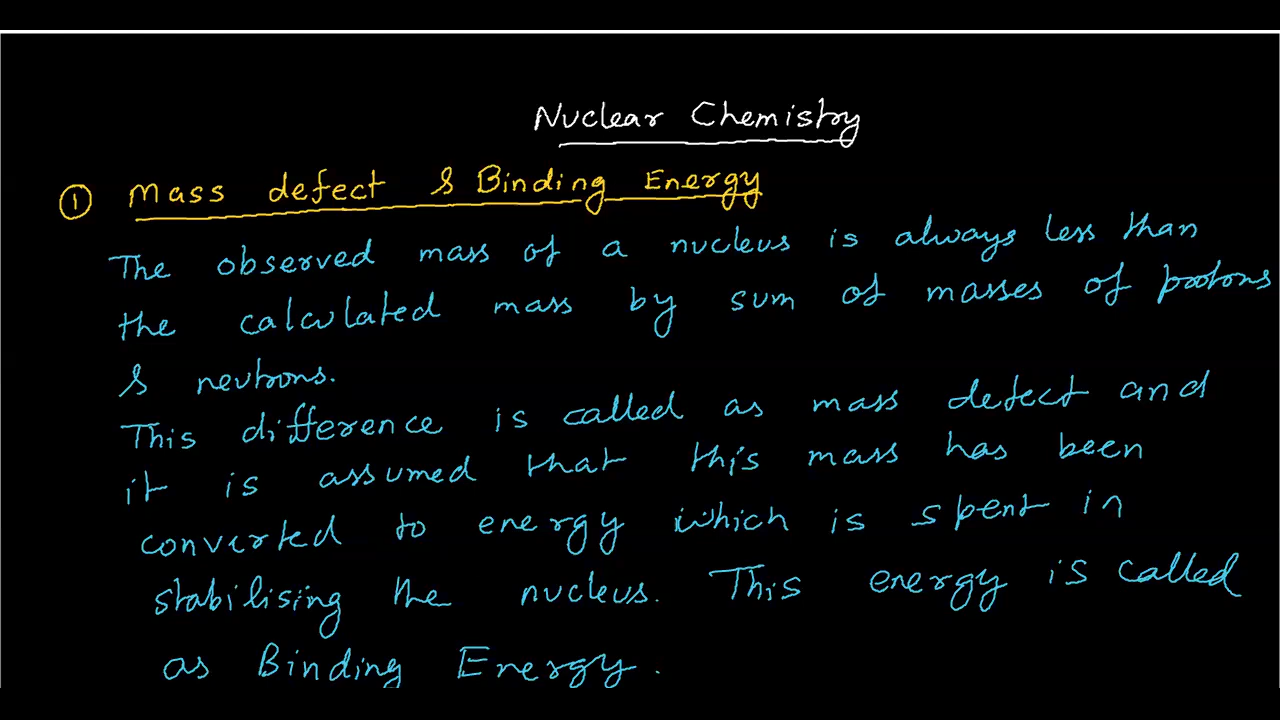 Nuclear Chemistry
① Mass defect & Binding Energy
The observed mass of a nucleus is always less than
the calculated mass by sum of masses of protons
& neutrons.
This difference is called as mass defect and
it is assumed that this mass has been
converted to energy which is spent in
stabilising the nucleus. This energy is called
as Binding Energy.